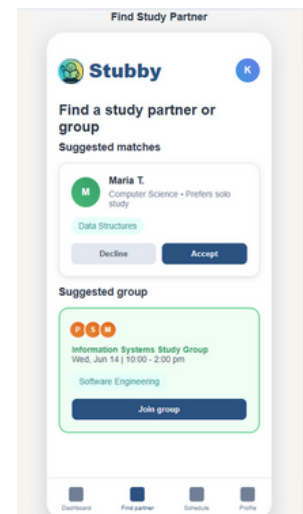 Find Study Partner
Stubby
K
Find a study partner or
group
Suggested matches
M
Maria T.
Computer Science • Prefers solo
study
Data Structures
Decline
Accept
Suggested group
P S M
Information Systems Study Group
Wed, Jun 14 | 10:00 - 2:00 pm
Software Engineering
Join group
Dashboard
Find partner
Schedule
Profile